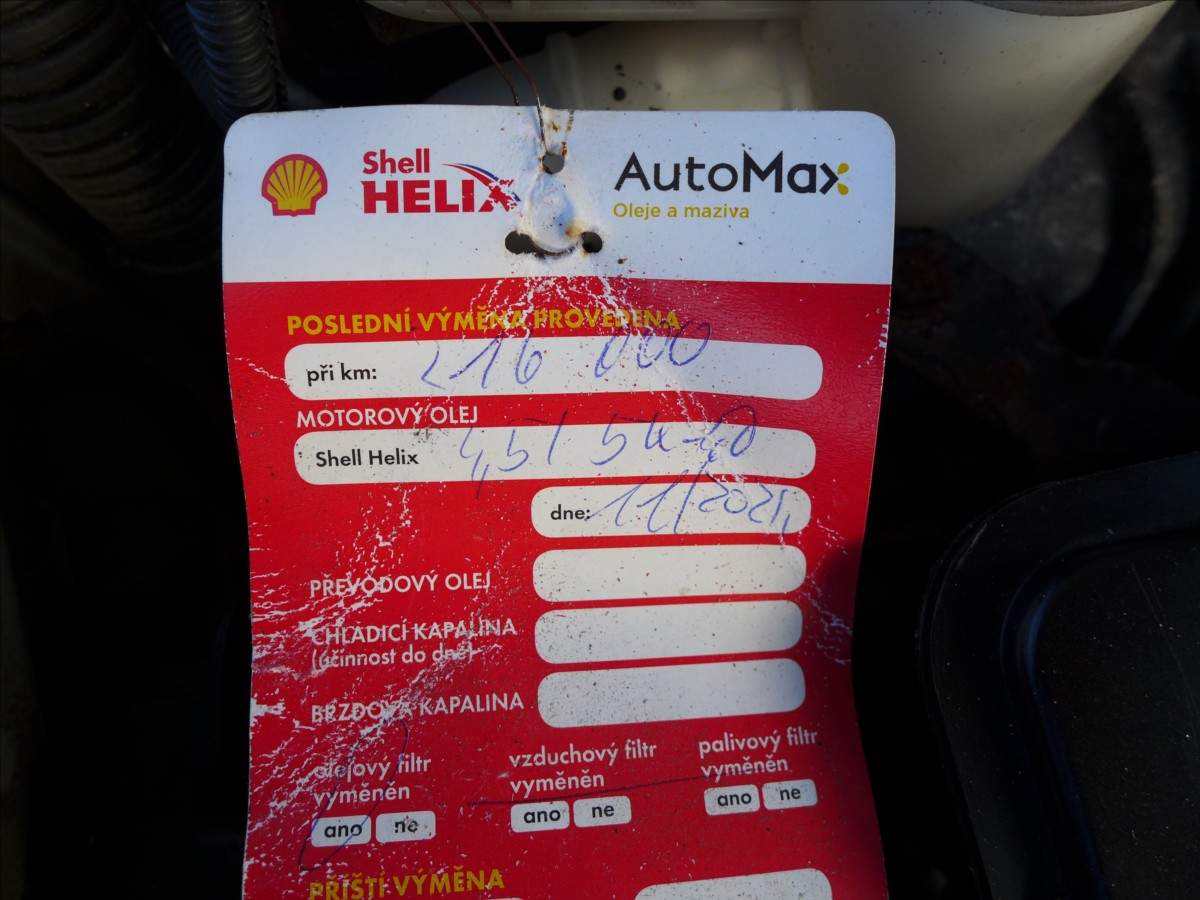 Shell
HELIX
AutoMax
Oleje a maziva
POSLEDNÍ VÝMĚNA PROVEDENA
při km: 216 000
MOTOROVÝ OLEJ
Shell Helix 4,5l 5W-40
dne: 11/2021
PŘEVODOVÝ OLEJ
CHLADICÍ KAPALINA
(účinnost do dne)
BRZDOVÁ KAPALINA
olejový filtr
vyměněn
ano ne
vzduchový filtr
vyměněn
ano ne
palivový filtr
vyměněn
ano ne
PŘÍŠTÍ VÝMĚNA